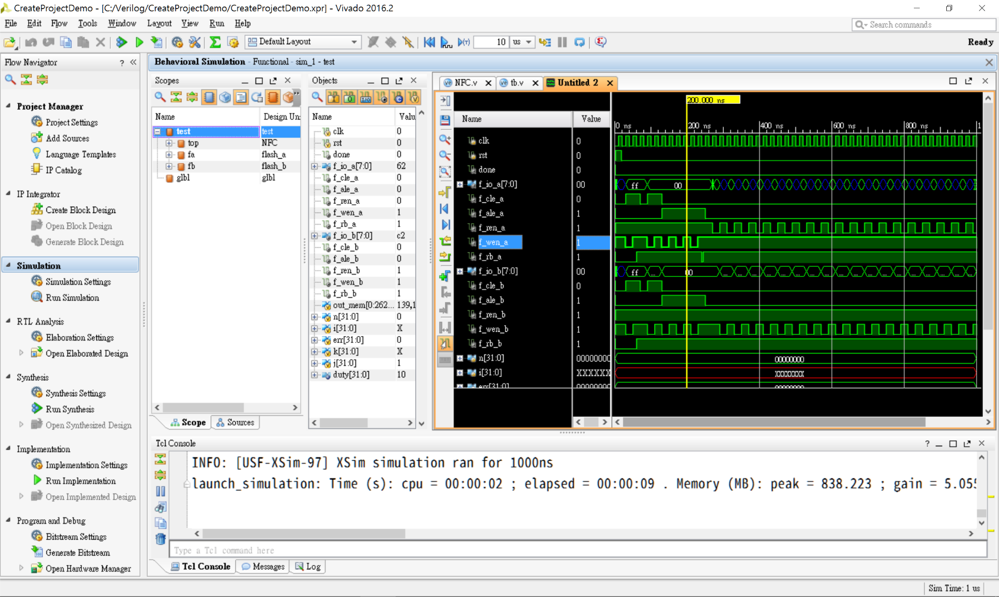 CreateProjectDemo - [C:/Verilog/CreateProjectDemo/CreateProjectDemo.xpr] - Vivado 2016.2
File Edit Flow Tools Window Layout View Run Help
Search commands
Default Layout
10 us
Ready
Flow Navigator
Project Manager
Project Settings
Add Sources
Language Templates
IP Catalog
IP Integrator
Create Block Design
Open Block Design
Generate Block Design
Simulation
Simulation Settings
Run Simulation
RTL Analysis
Elaboration Settings
Open Elaborated Design
Synthesis
Synthesis Settings
Run Synthesis
Open Synthesized Design
Implementation
Implementation Settings
Run Implementation
Open Implemented Design
Program and Debug
Bitstream Settings
Generate Bitstream
Open Hardware Manager
Behavioral Simulation - Functional - sim_1 - test
Scopes
Name Design Un
test test
top NFC
fa flash_a
fb flash_b
glbl glbl
Scope Sources
Objects
Name Valu
clk 0
rst 0
done 0
f_io_a[7:0] 62
f_cle_a 0
f_ale_a 0
f_ren_a 0
f_wen_a 1
f_rb_a 1
f_io_b[7:0] c2
f_cle_b 0
f_ale_b 0
f_ren_b 1
f_wen_b 1
f_rb_b 1
out_mem[0:262... 139,1
n[31:0] 0
i[31:0] X
err[31:0] 0
k[31:0] X
j[31:0] 1
duty[31:0] 10
NFC.v tb.v Untitled 2
200.000 ns
Name Value
0 ns 200 ns 400 ns 600 ns 800 ns 1
clk 0
rst 0
done 0
f_io_a[7:0] 00 ff 00
f_cle_a 0
f_ale_a 1
f_ren_a 1
f_wen_a 1
f_rb_a 1
f_io_b[7:0] 00 ff ... 00 ... ... ... ... ... ... ... ... ... ... ... ... ... ... ... ... ... ...
f_cle_b 0
f_ale_b 1
f_ren_b 1
f_wen_b 1
f_rb_b 1
n[31:0] 00000000 00000000
i[31:0] XXXXXX XXXXXXXX
err[31:0] 00000000 00000000
Tcl Console
INFO: [USF-XSim-97] XSim simulation ran for 1000ns
launch_simulation: Time (s): cpu = 00:00:02 ; elapsed = 00:00:09 . Memory (MB): peak = 838.223 ; gain = 5.055
Type a Tcl command here
Tcl Console Messages Log
Sim Time: 1 us